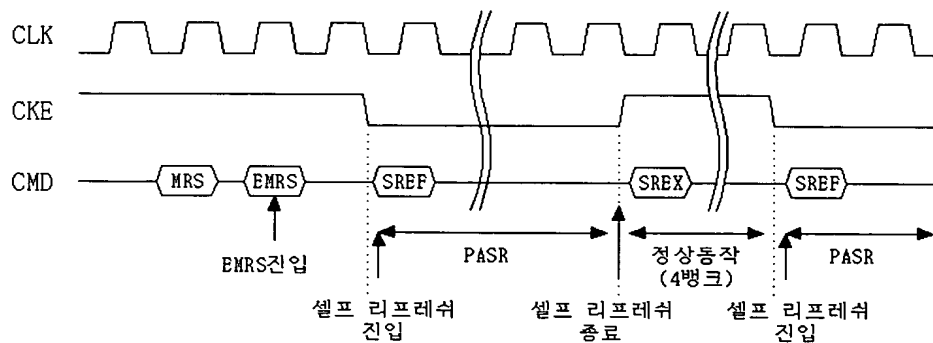 CLK
CKE
CMD
MRS
EMRS
SREF
SREX
SREF
EMRS진입
PASR
정상동작
(4뱅크)
PASR
셀프 리프레쉬
진입
셀프 리프레쉬
종료
셀프 리프레쉬
진입